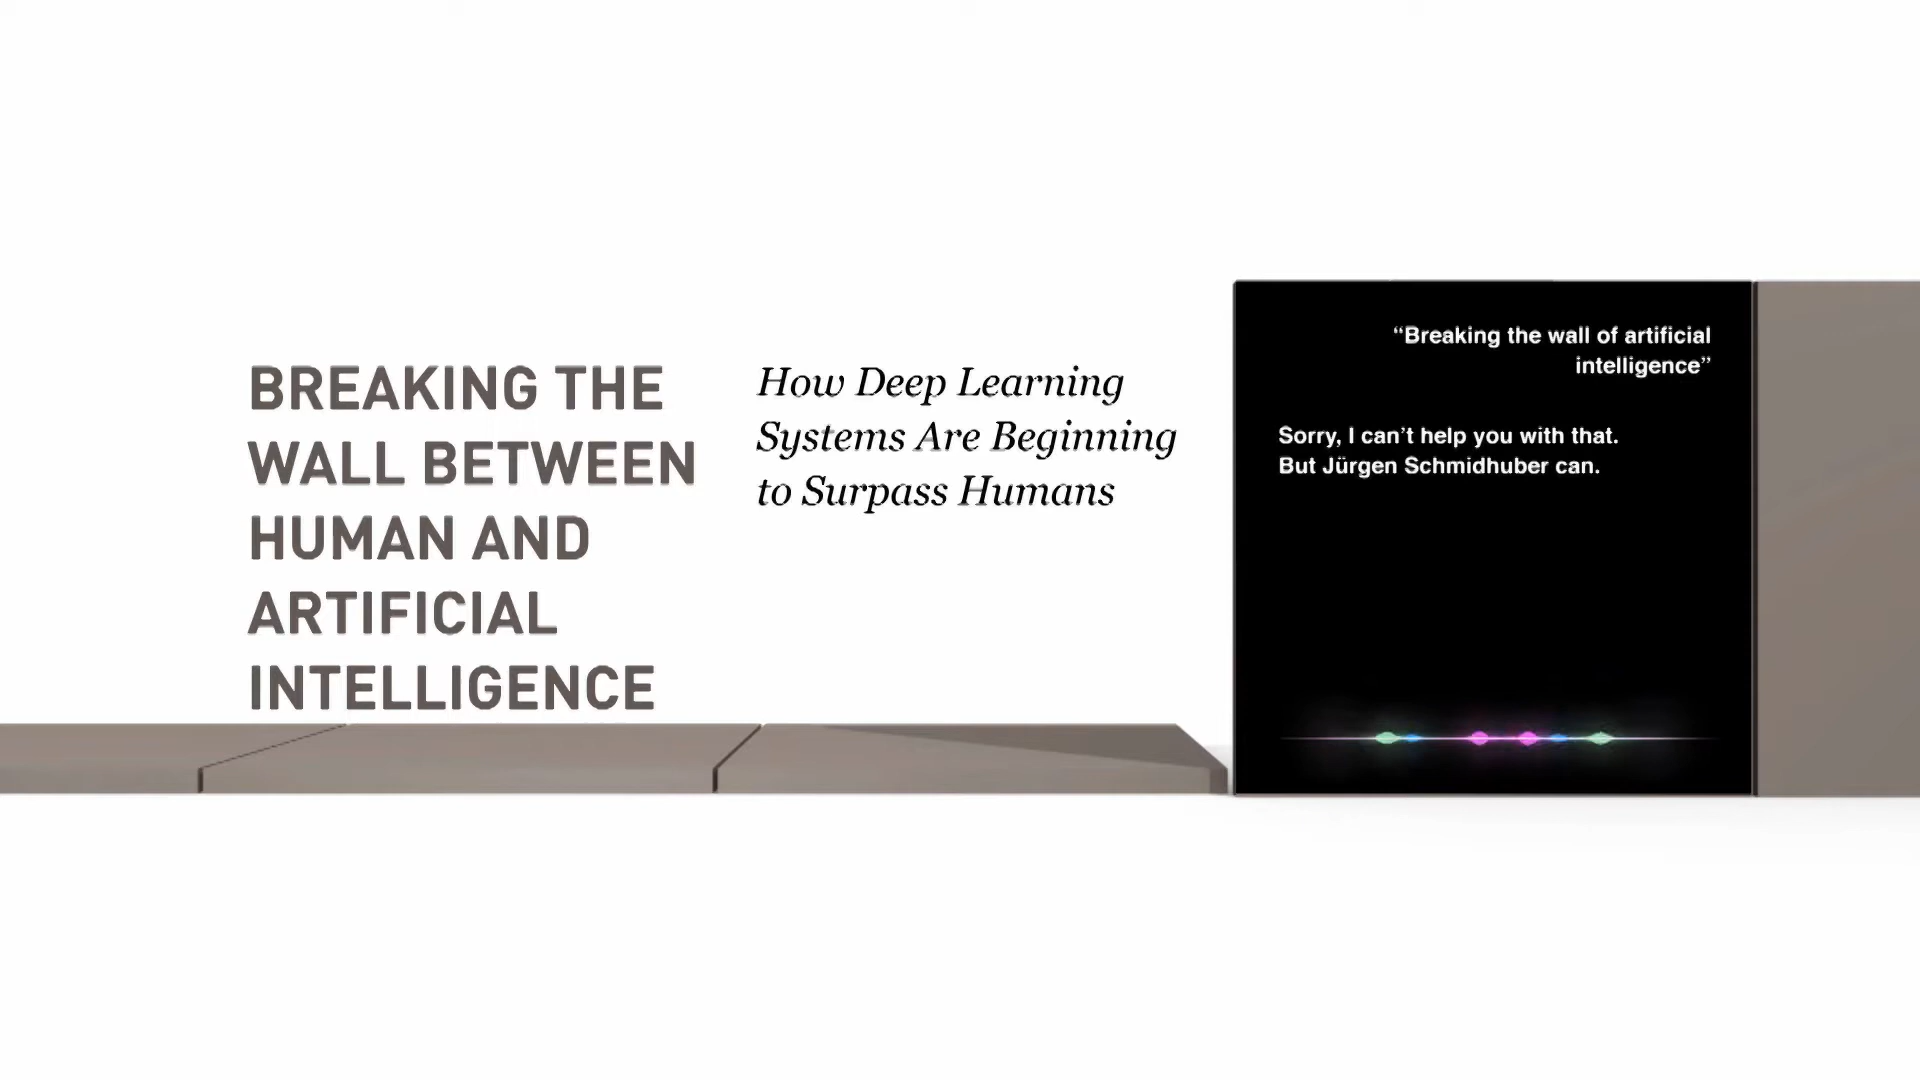 BREAKING THE
WALL BETWEEN
HUMAN AND
ARTIFICIAL
INTELLIGENCE
How Deep Learning
Systems Are Beginning
to Surpass Humans
“Breaking the wall of artificial
intelligence”
Sorry, I can’t help you with that.
But Jürgen Schmidhuber can.